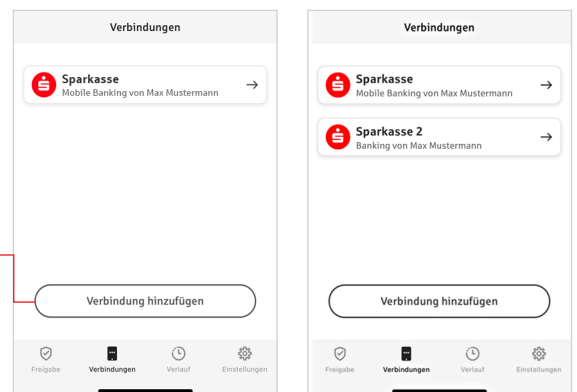 Verbindungen
Sparkasse
Mobile Banking von Max Mustermann
Verbindung hinzufügen
Freigabe Verbindungen Verlauf Einstellungen
Verbindungen
Sparkasse
Mobile Banking von Max Mustermann
Sparkasse 2
Banking von Max Mustermann
Verbindung hinzufügen
Freigabe Verbindungen Verlauf Einstellungen